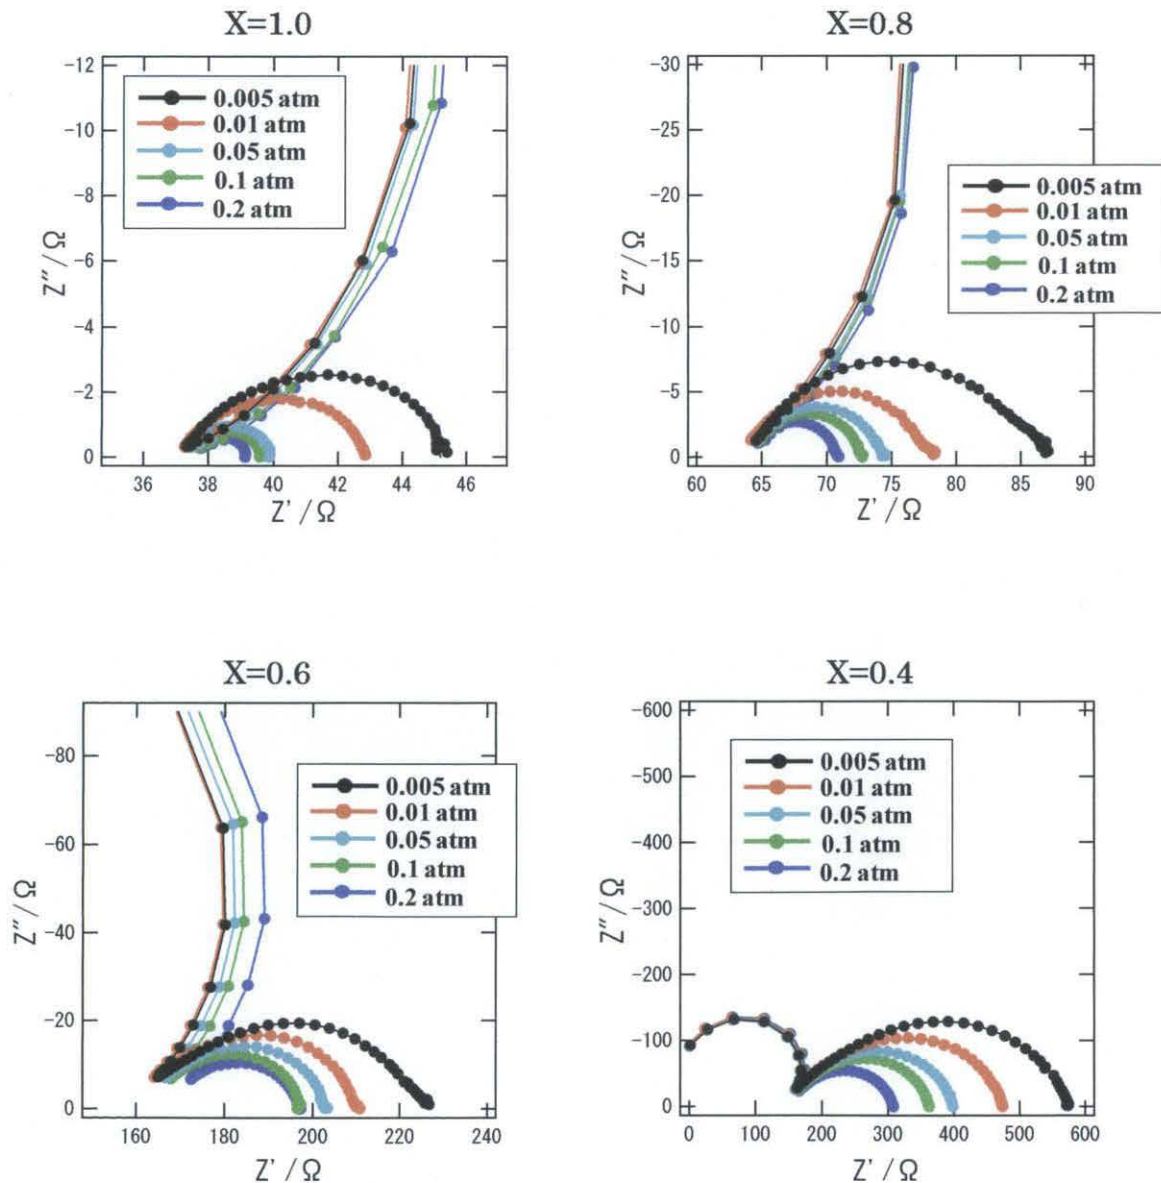 X=1.0
-12
-10
-8
-6
-4
-2
0
0.005 atm
0.01 atm
0.05 atm
0.1 atm
0.2 atm
Z″/Ω
36 38 40 42 44 46
Z'/Ω
X=0.8
-30
-25
-20
-15
-10
-5
0
0.005 atm
0.01 atm
0.05 atm
0.1 atm
0.2 atm
Z″/Ω
60 65 70 75 80 85 90
Z'/Ω
X=0.6
-80
-60
-40
-20
0
0.005 atm
0.01 atm
0.05 atm
0.1 atm
0.2 atm
Z″/Ω
160 180 200 220 240
Z'/Ω
X=0.4
-600
-500
-400
-300
-200
-100
0
0.005 atm
0.01 atm
0.05 atm
0.1 atm
0.2 atm
Z″/Ω
0 100 200 300 400 500 600
Z'/Ω